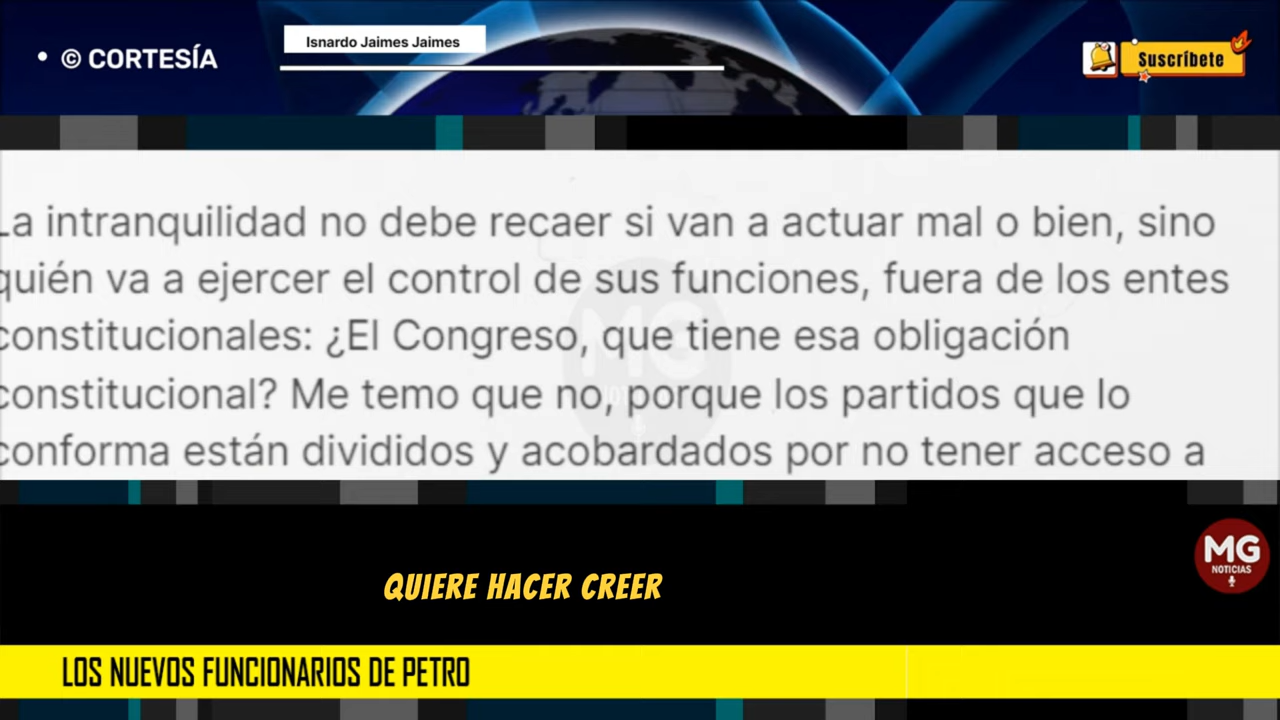 • © CORTESÍA
Isnardo Jaimes Jaimes
Suscríbete
La intranquilidad no debe recaer si van a actuar mal o bien, sino
quién va a ejercer el control de sus funciones, fuera de los entes
constitucionales: ¿El Congreso, que tiene esa obligación
constitucional? Me temo que no, porque los partidos que lo
conforma están divididos y acobardados por no tener acceso a
MG
NOTICIAS
QUIERE HACER CREER
LOS NUEVOS FUNCIONARIOS DE PETRO